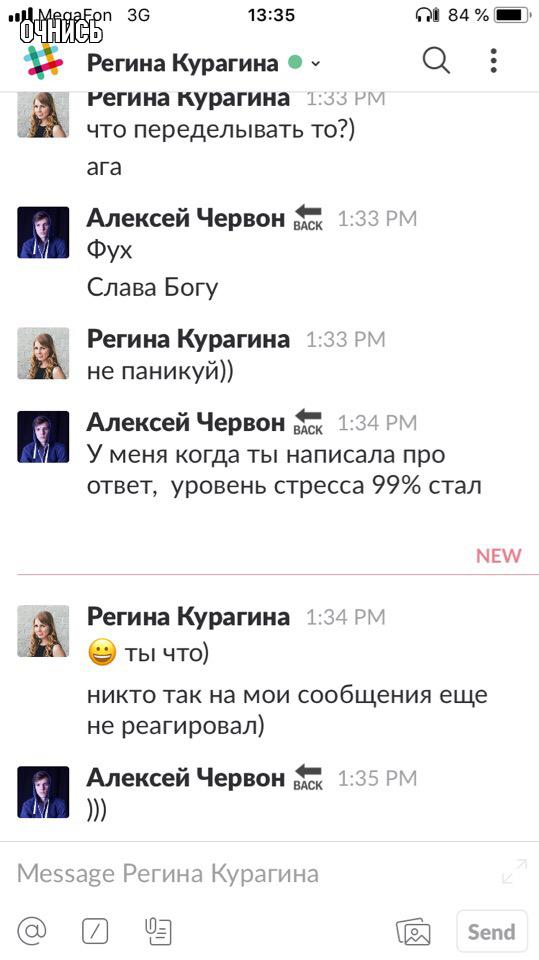 MegaFon 3G 13:35 84 %
ОЧНИСЬ
Регина Курагина
Регина Курагина 1:33 PM
что переделывать то?)
ага
Алексей Червон BACK 1:33 PM
Фух
Слава Богу
Регина Курагина 1:33 PM
не паникуй))
Алексей Червон BACK 1:34 PM
У меня когда ты написала про
ответ, уровень стресса 99% стал
NEW
Регина Курагина 1:34 PM
ты что)
никто так на мои сообщения еще
не реагировал)
Алексей Червон BACK 1:35 PM
)))
Message Регина Курагина
Send